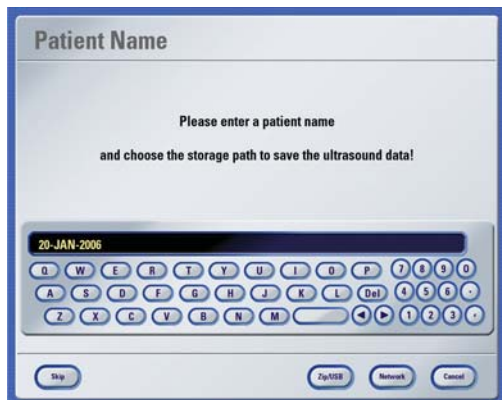 Patient Name
Please enter a patient name
and choose the storage path to save the ultrasound data!
20-JAN-2006
Q W E R T Y U I O P 7 8 9 0
A S D F G H J K L Del 4 5 6 .
Z X C V B N M ◀ ▶ 1 2 3 ,
Skip Zip/USB Network Cancel